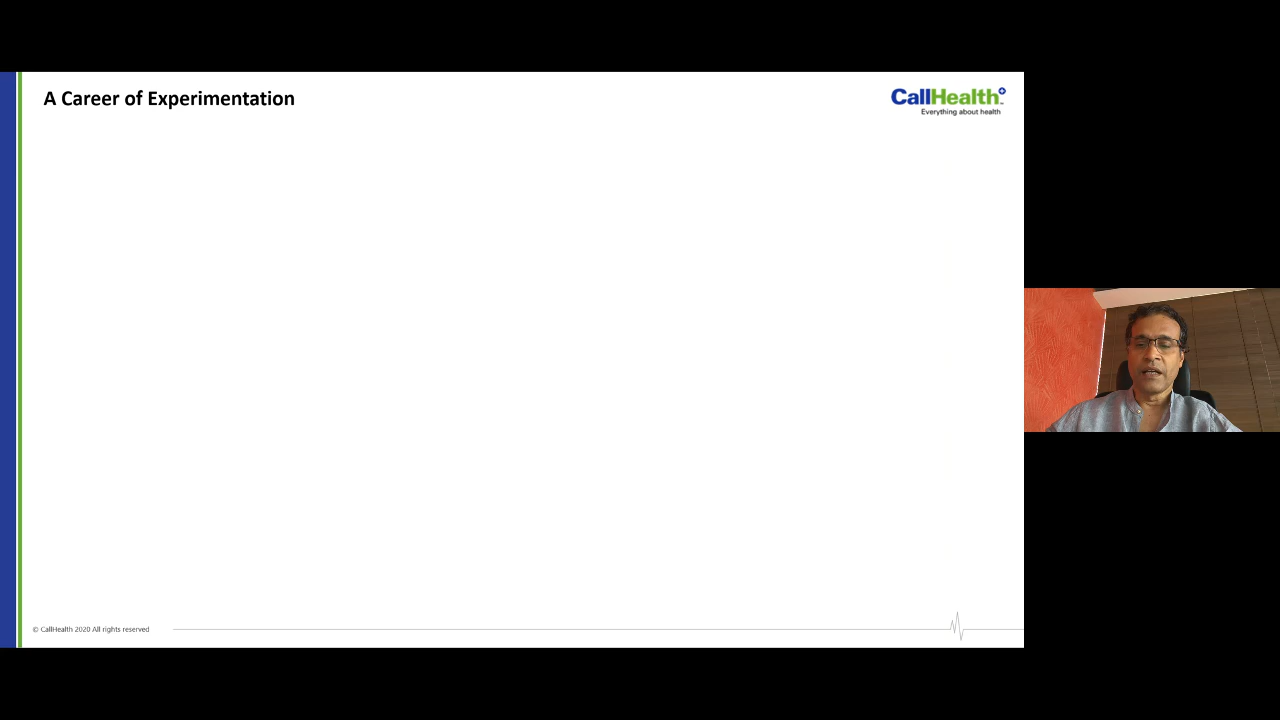 A Career of Experimentation
CallHealth
Everything about health
© CallHealth 2020 All rights reserved